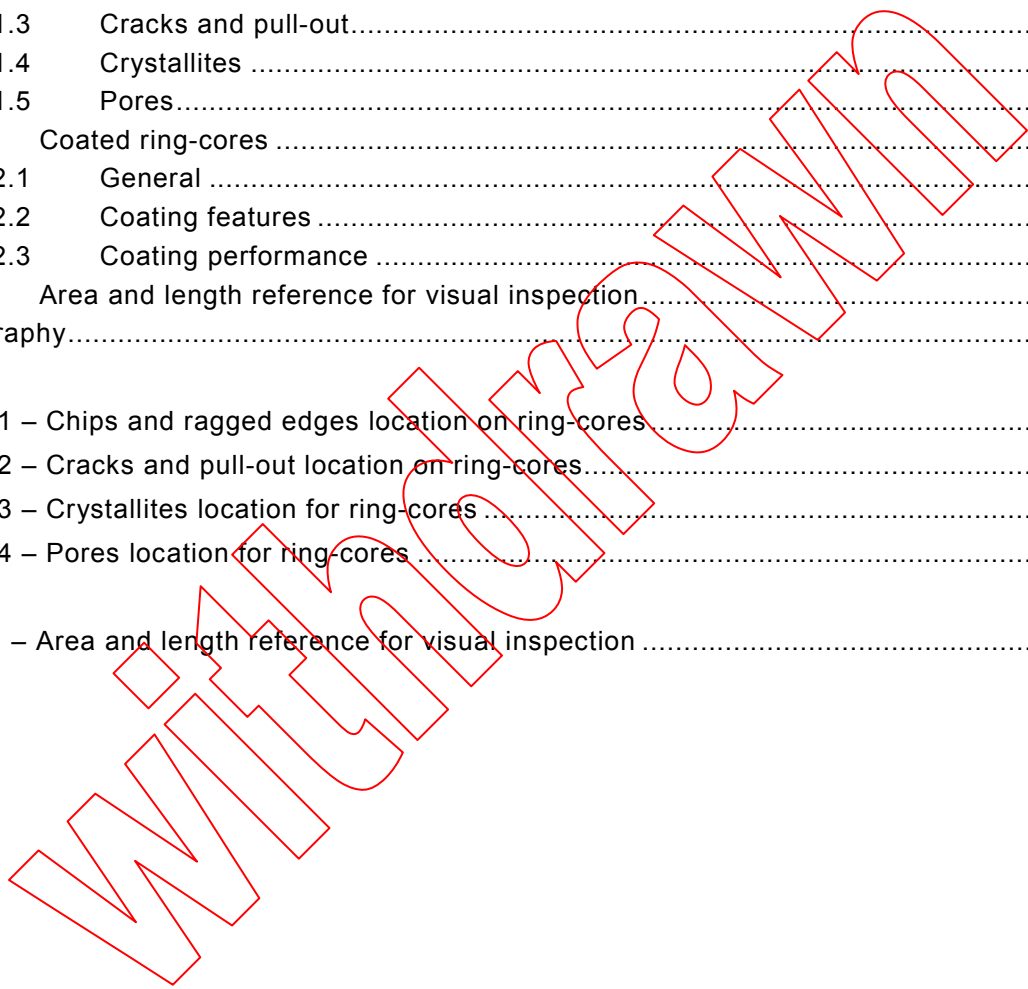 .3 Cracks and pull-out
.4 Crystallites
.5 Pores
Coated ring-cores
2.1 General
2.2 Coating features
2.3 Coating performance
Area and length reference for visual inspection
raphy
1 – Chips and ragged edges location on ring-cores
2 – Cracks and pull-out location on ring-cores
3 – Crystallites location for ring-cores
4 – Pores location for ring-cores
– Area and length reference for visual inspection
withdrawn